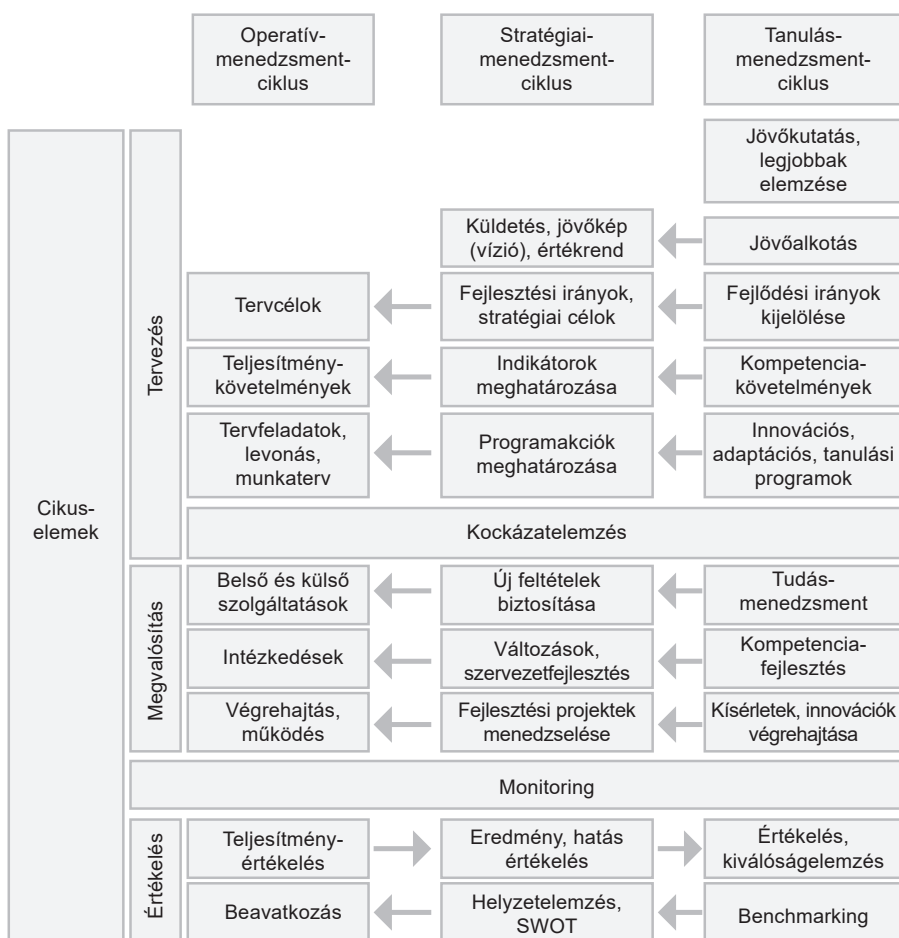 Operatív-
menedzsment-
ciklus
Stratégiai-
menedzsment-
ciklus
Tanulás-
menedzsment-
ciklus
Cikus-
elemek
Tervezés
Jövőkutatás,
legjobbak
elemzése
Küldetés, jövőkép
(vízió), értékrend
Jövőalkotás
Tervcélok
Fejlesztési irányok,
stratégiai célok
Fejlődési irányok
kijelölése
Teljesítmény-
követelmények
Indikátorok
meghatározása
Kompetencia-
követelmények
Tervfeladatok,
levonás,
munkaterv
Programakciók
meghatározása
Innovációs,
adaptációs, tanulási
programok
Kockázatelemzés
Megvalósítás
Belső és külső
szolgáltatások
Új feltételek
biztosítása
Tudás-
menedzsment
Intézkedések
Változások,
szervezetfejlesztés
Kompetencia-
fejlesztés
Végrehajtás,
működés
Fejlesztési projektek
menedzselése
Kísérletek, innovációk
végrehajtása
Monitoring
Értékelés
Teljesítmény-
értékelés
Eredmény, hatás
értékelés
Értékelés,
kiválóságelemzés
Beavatkozás
Helyzetelemzés,
SWOT
Benchmarking